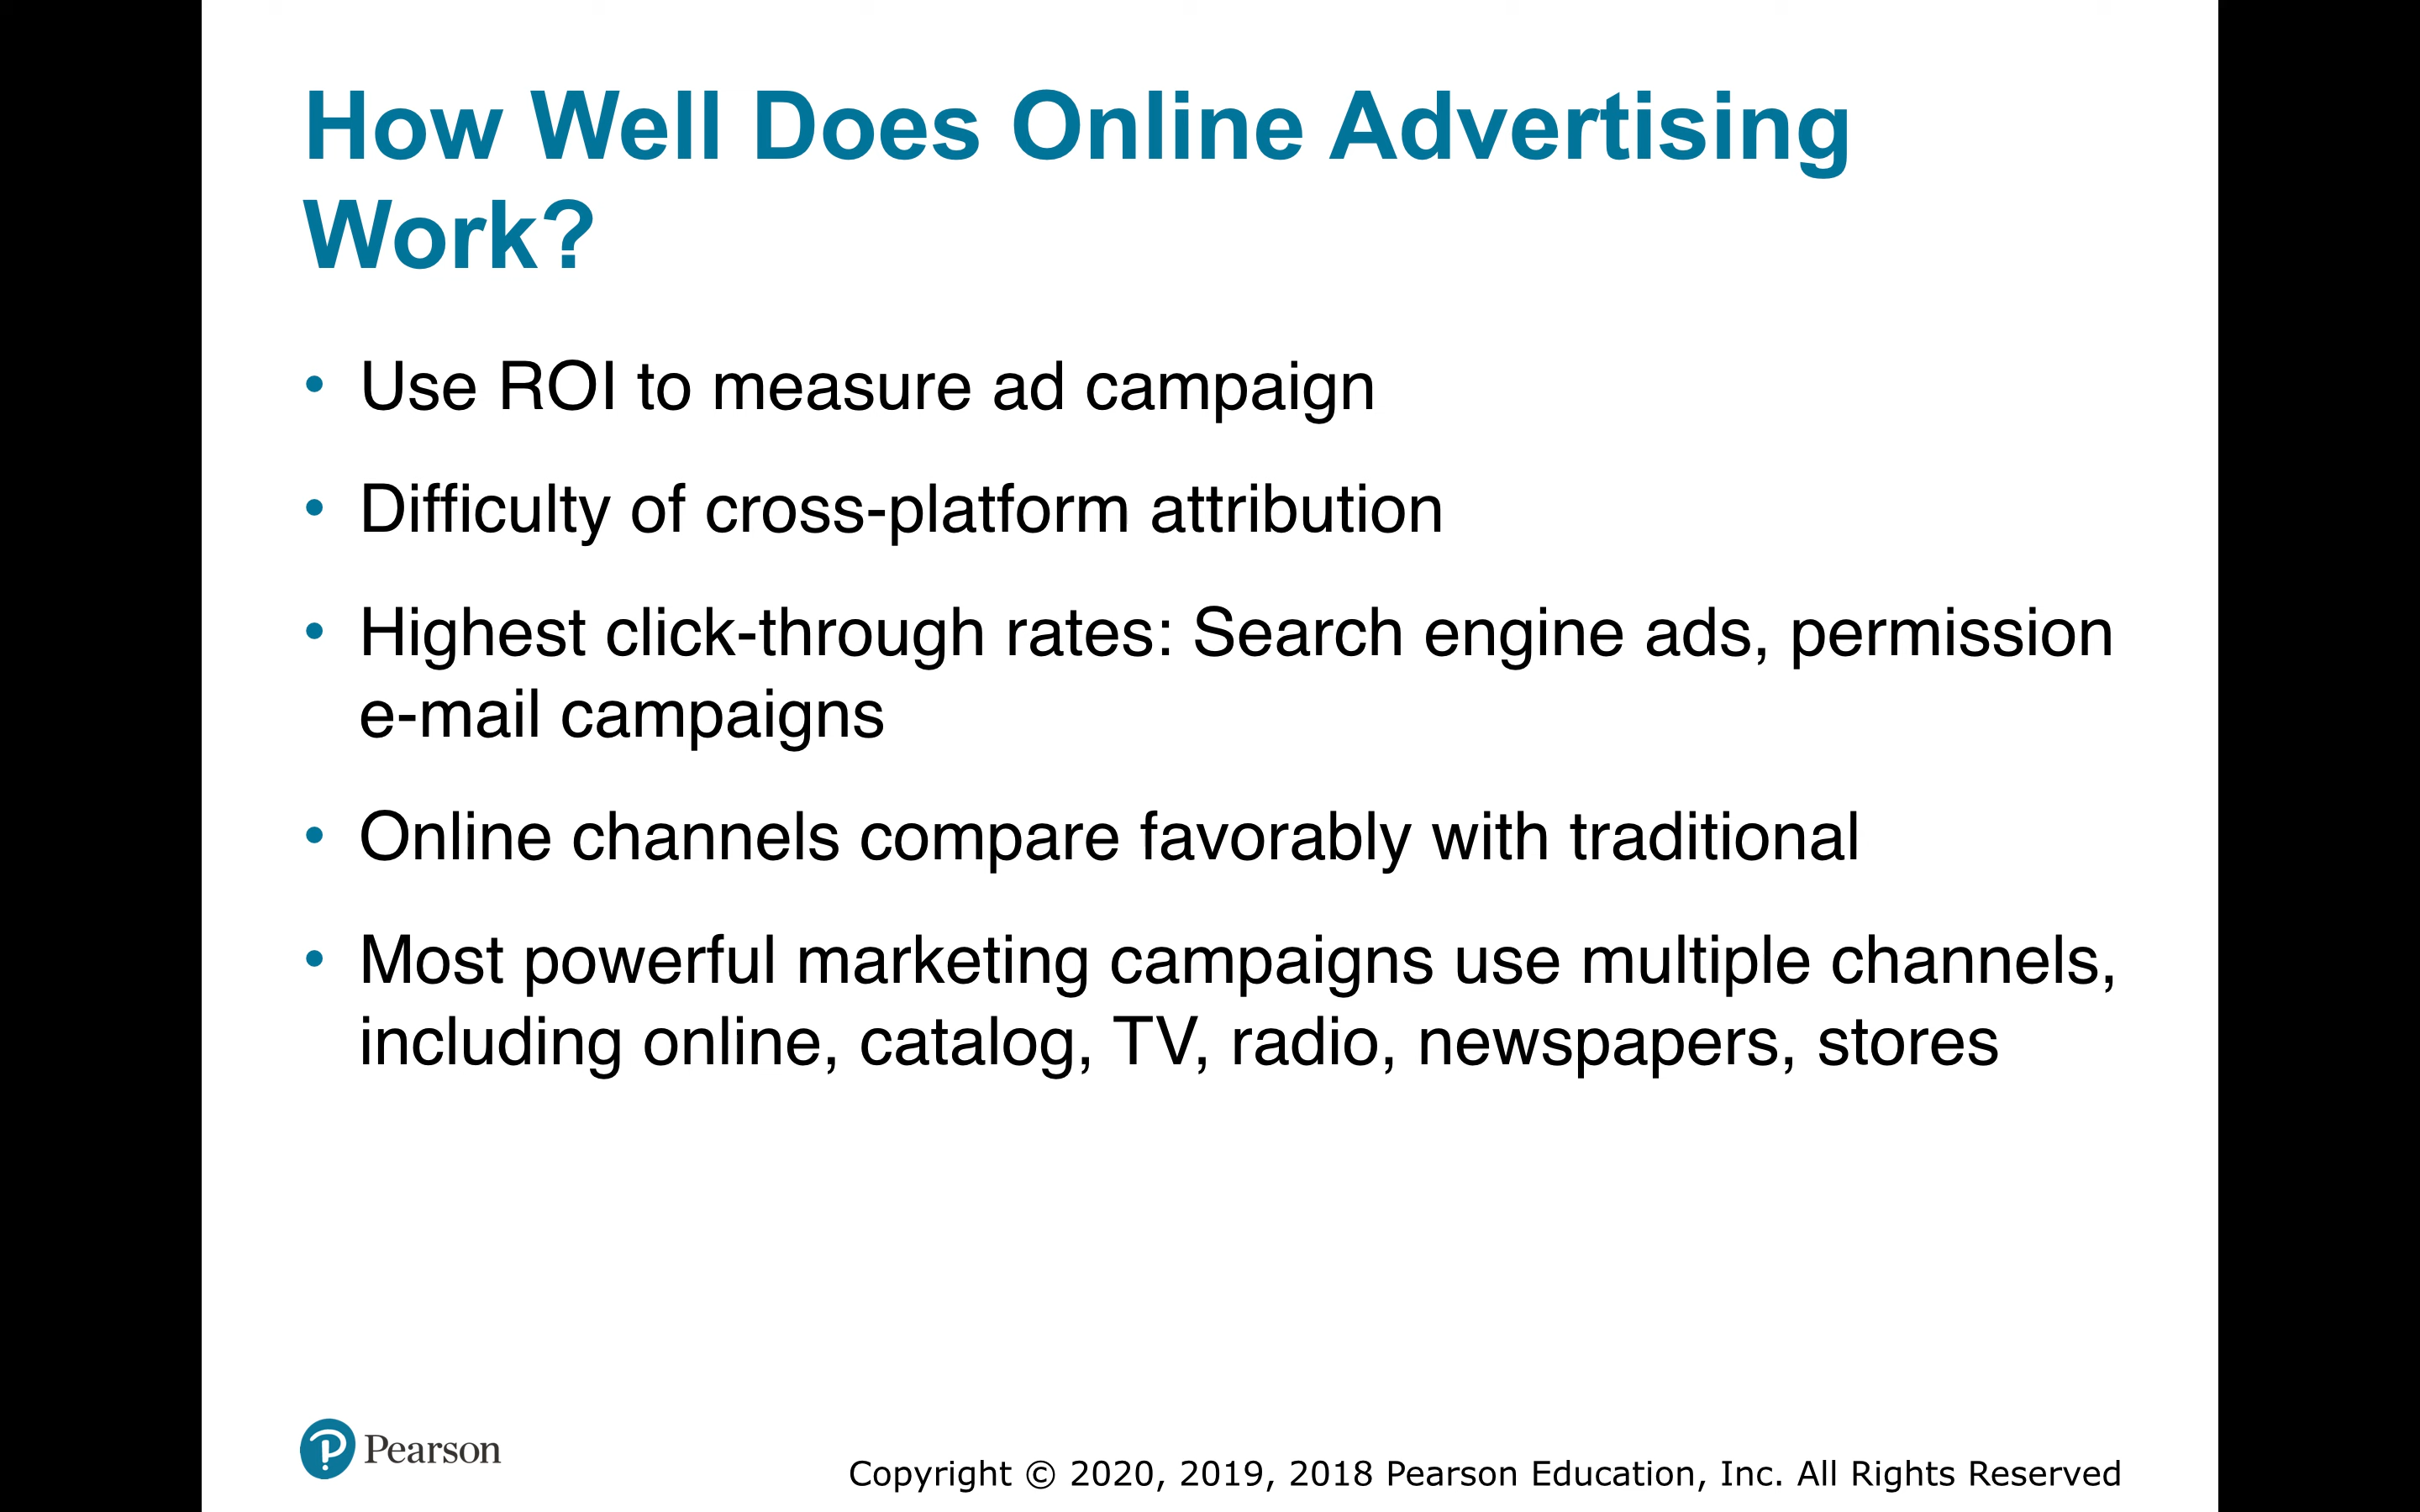 How Well Does Online Advertising
Work?
• Use ROI to measure ad campaign
• Difficulty of cross-platform attribution
• Highest click-through rates: Search engine ads, permission
e-mail campaigns
• Online channels compare favorably with traditional
• Most powerful marketing campaigns use multiple channels,
including online, catalog, TV, radio, newspapers, stores
P Pearson
Copyright © 2020, 2019, 2018 Pearson Education, Inc. All Rights Reserved